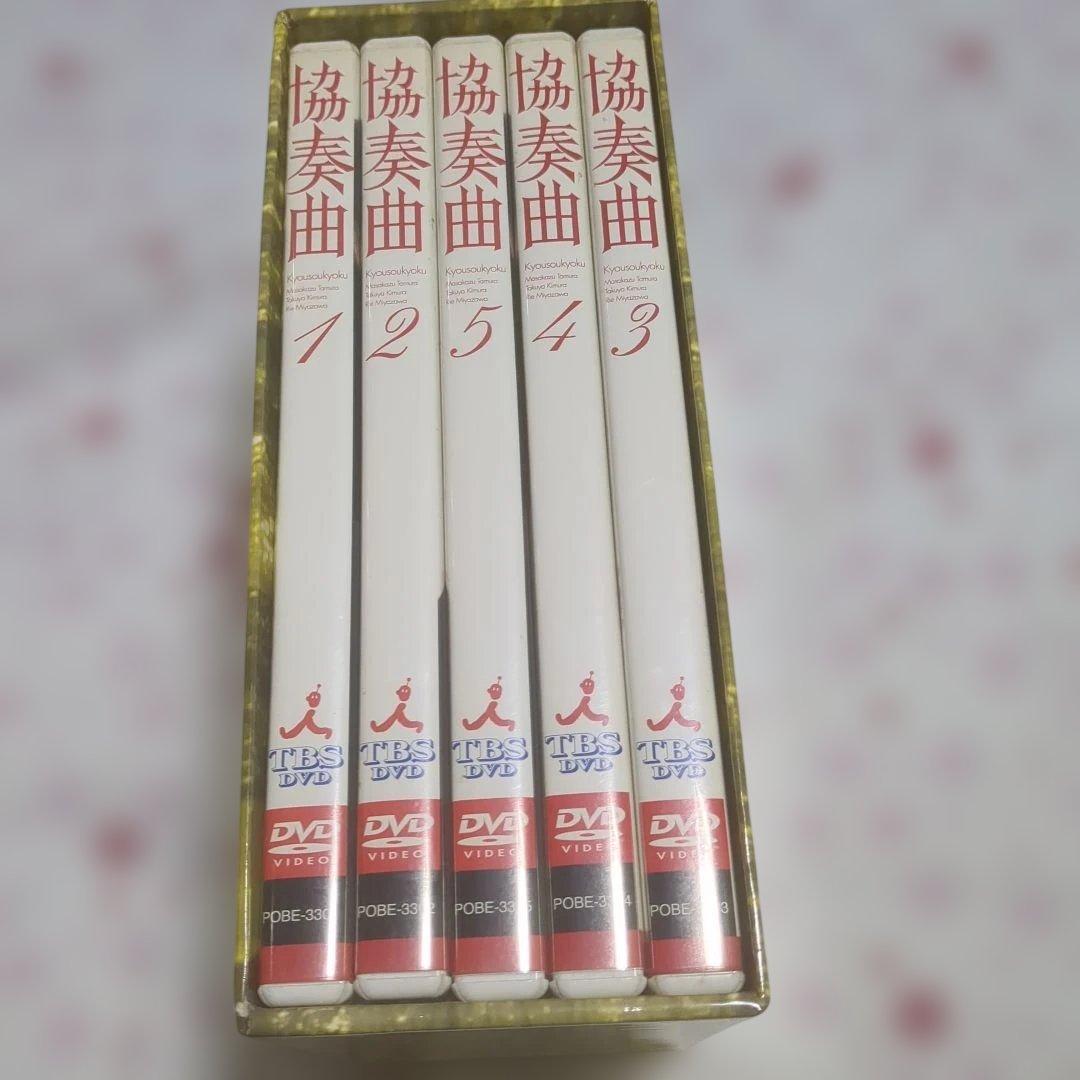 協奏曲
Kyousoukyoku
Masakazu Tamura
Takuya Kimura
Rie Miyazawa
1
TBS
DVD
DVD
VIDEO
協奏曲
Kyousoukyoku
Masakazu Tamura
Takuya Kimura
Rie Miyazawa
2
TBS
DVD
DVD
VIDEO
協奏曲
Kyousoukyoku
Masakazu Tamura
Takuya Kimura
Rie Miyazawa
5
TBS
DVD
DVD
VIDEO
協奏曲
Kyousoukyoku
Masakazu Tamura
Takuya Kimura
Rie Miyazawa
4
TBS
DVD
DVD
VIDEO
協奏曲
Kyousoukyoku
Masakazu Tamura
Takuya Kimura
Rie Miyazawa
3
TBS
DVD
DVD
VIDEO